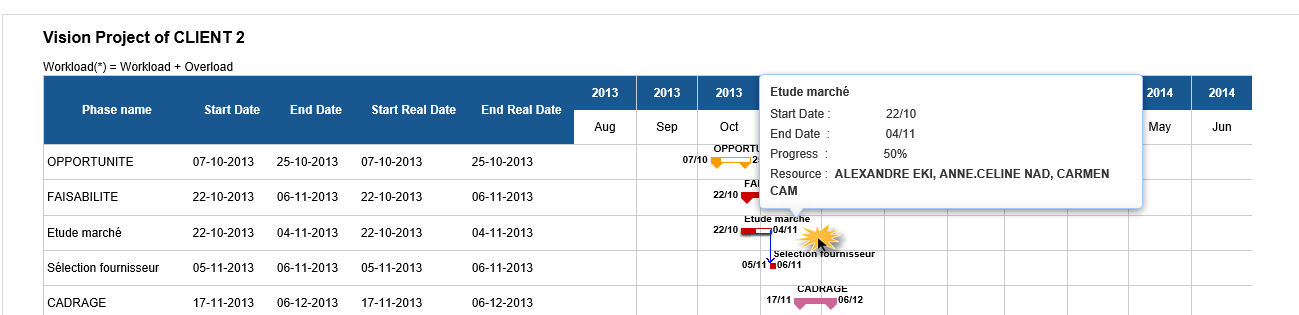 Vision Project of CLIENT 2
Workload(*) = Workload + Overload
Phase name Start Date End Date Start Real Date End Real Date 2013 2013 2013 2014 2014
Aug Sep Oct May Jun
Etude marché
Start Date : 22/10
End Date : 04/11
Progress : 50%
Resource : ALEXANDRE EKI, ANNE.CELINE NAD, CARMEN
CAM
OPPORTUNITE 07-10-2013 25-10-2013 07-10-2013 25-10-2013 07/10
FAISABILITE 22-10-2013 06-11-2013 22-10-2013 06-11-2013 22/10
Etude marché
Etude marché 22-10-2013 04-11-2013 22-10-2013 04-11-2013 22/10 04/11
Sélection fournisseur
Sélection fournisseur 05-11-2013 06-11-2013 05-11-2013 06-11-2013 05/11 06/11
CADRAGE
CADRAGE 17-11-2013 06-12-2013 17-11-2013 06-12-2013 17/11 06/12